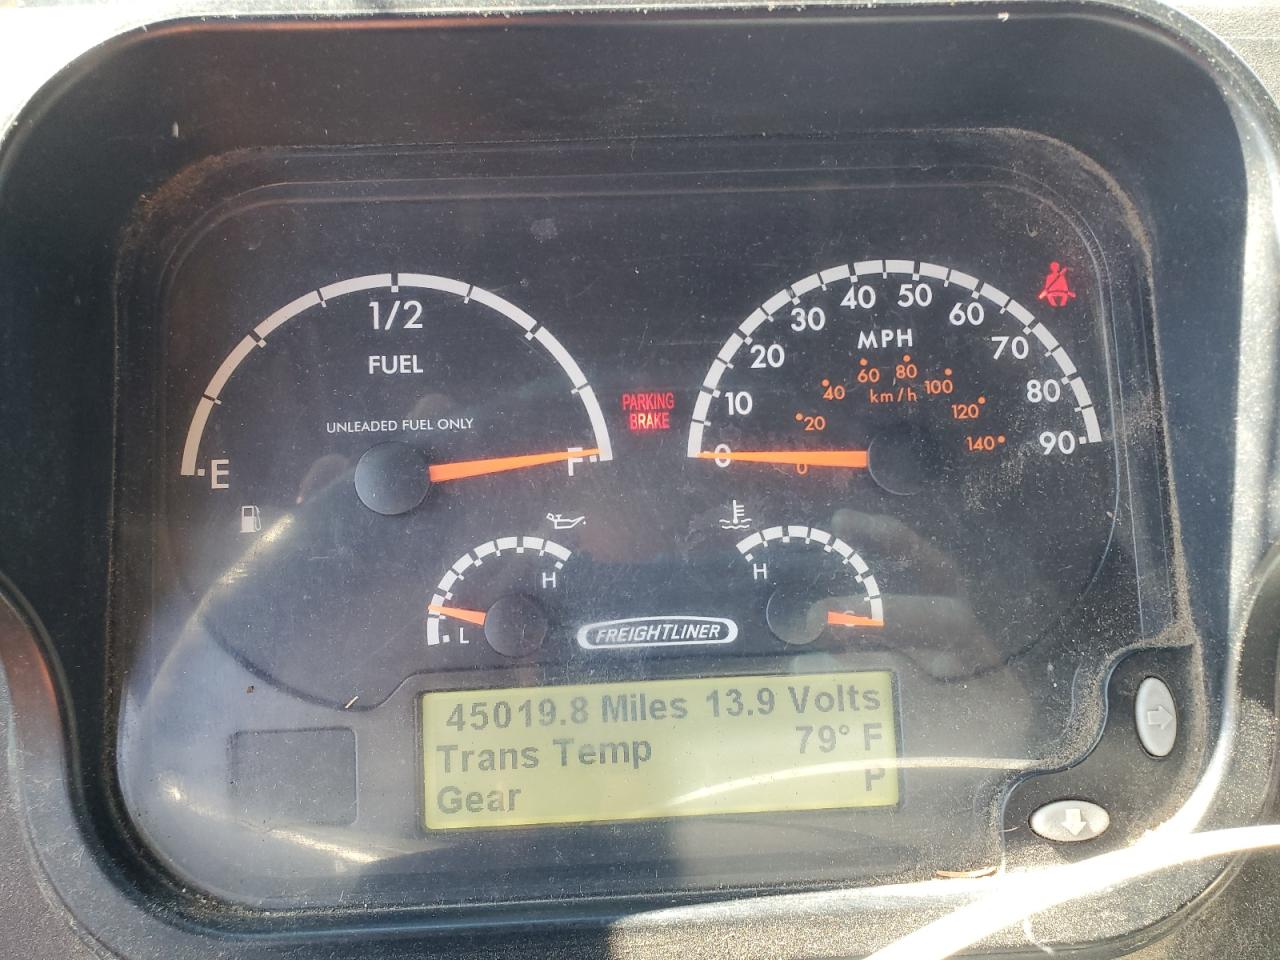 1/2
FUEL
UNLEADED FUEL ONLY
E
F
PARKING
BRAKE
0 10 20 30 40 50 60 70 80 90
MPH
0 20 40 60 80 100 120 140
km/h
L H
H
FREIGHTLINER
45019.8 Miles 13.9 Volts
Trans Temp 79° F
Gear P